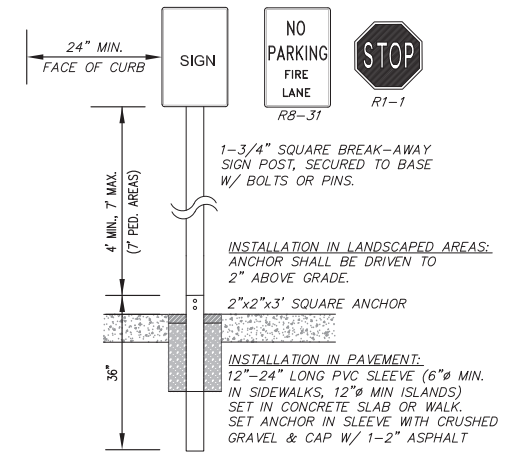 24" MIN.
FACE OF CURB
SIGN
NO
PARKING
FIRE
LANE
R8-31
STOP
R1-1
1-3/4" SQUARE BREAK-AWAY
SIGN POST, SECURED TO BASE
W/ BOLTS OR PINS.
4' MIN., 7' MAX.
(7' PED. AREAS)
INSTALLATION IN LANDSCAPED AREAS:
ANCHOR SHALL BE DRIVEN TO
2" ABOVE GRADE.
2"x2"x3' SQUARE ANCHOR
36"
INSTALLATION IN PAVEMENT:
12"-24" LONG PVC SLEEVE (6"ø MIN.
IN SIDEWALKS, 12"ø MIN ISLANDS)
SET IN CONCRETE SLAB OR WALK.
SET ANCHOR IN SLEEVE WITH CRUSHED
GRAVEL & CAP W/ 1-2" ASPHALT